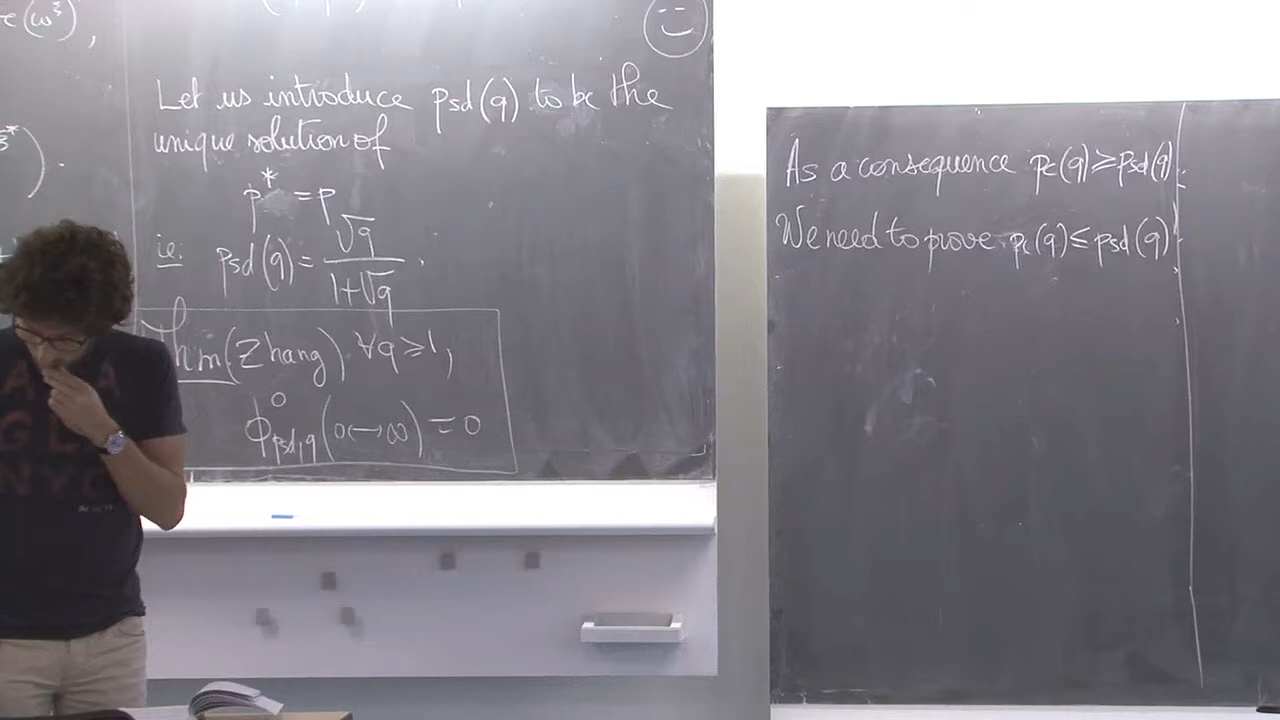 Let us introduce psd(q) to be the
unique solution of
p* = p
ie: psd(q) = √q / (1+√q).
Thm (Zhang) ∀q ≥ 1,
ϕ⁰psd,q (0 ⟷ ∞) = 0
As a consequence pc(q) ≥ psd(q)
We need to prove pc(q) ≤ psd(q)